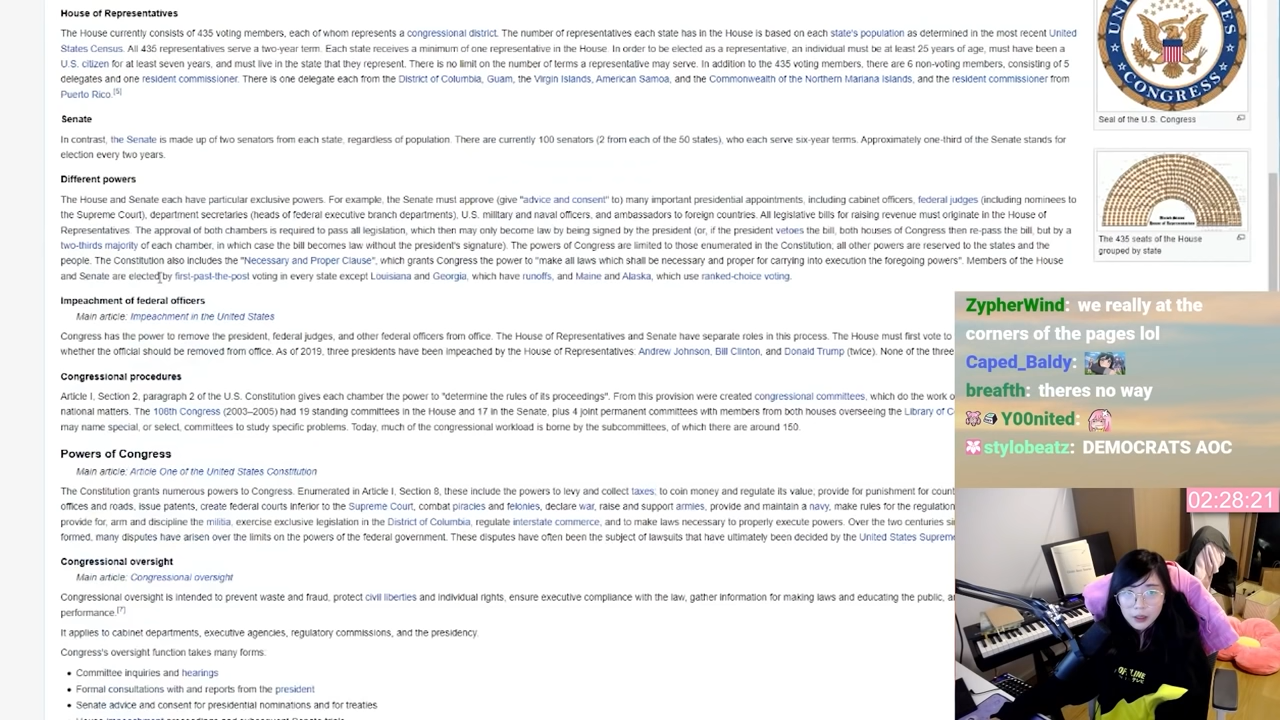 House of Representatives
The House currently consists of 435 voting members, each of whom represents a congressional district. The number of representatives each state has in the House is based on each state's population as determined in the most recent United
States Census. All 435 representatives serve a two-year term. Each state receives a minimum of one representative in the House. In order to be elected as a representative, an individual must be at least 25 years of age, must have been a
U.S. citizen for at least seven years, and must live in the state that they represent. There is no limit on the number of terms a representative may serve. In addition to the 435 voting members, there are 6 non-voting members, consisting of 5
delegates and one resident commissioner. There is one delegate each from the District of Columbia, Guam, the Virgin Islands, American Samoa, and the Commonwealth of the Northern Mariana Islands, and the resident commissioner from
Puerto Rico.[5]
Senate
In contrast, the Senate is made up of two senators from each state, regardless of population. There are currently 100 senators (2 from each of the 50 states), who each serve six-year terms. Approximately one-third of the Senate stands for
election every two years.
Different powers
The House and Senate each have particular exclusive powers. For example, the Senate must approve (give "advice and consent" to) many important presidential appointments, including cabinet officers, federal judges (including nominees to
the Supreme Court), department secretaries (heads of federal executive branch departments), U.S. military and naval officers, and ambassadors to foreign countries. All legislative bills for raising revenue must originate in the House of
Representatives. The approval of both chambers is required to pass all legislation, which then may only become law by being signed by the president (or, if the president vetoes the bill, both houses of Congress then re-pass the bill, but by a
two-thirds majority of each chamber, in which case the bill becomes law without the president's signature). The powers of Congress are limited to those enumerated in the Constitution; all other powers are reserved to the states and the
people. The Constitution also includes the "Necessary and Proper Clause", which grants Congress the power to "make all laws which shall be necessary and proper for carrying into execution the foregoing powers". Members of the House
and Senate are elected by first-past-the-post voting in every state except Louisiana and Georgia, which have runoffs, and Maine and Alaska, which use ranked-choice voting.
Impeachment of federal officers
Main article: Impeachment in the United States
Congress has the power to remove the president, federal judges, and other federal officers from office. The House of Representatives and Senate have separate roles in this process. The House must first vote to
whether the official should be removed from office. As of 2019, three presidents have been impeached by the House of Representatives: Andrew Johnson, Bill Clinton, and Donald Trump (twice). None of the three
Congressional procedures
Article I, Section 2, paragraph 2 of the U.S. Constitution gives each chamber the power to "determine the rules of its proceedings". From this provision were created congressional committees, which do the work o
national matters. The 108th Congress (2003–2005) had 19 standing committees in the House and 17 in the Senate, plus 4 joint permanent committees with members from both houses overseeing the Library of C
may name special, or select, committees to study specific problems. Today, much of the congressional workload is borne by the subcommittees, of which there are around 150.
Powers of Congress
Main article: Article One of the United States Constitution
The Constitution grants numerous powers to Congress. Enumerated in Article I, Section 8, these include the powers to levy and collect taxes; to coin money and regulate its value; provide for punishment for coun
offices and roads, issue patents, create federal courts inferior to the Supreme Court, combat piracies and felonies, declare war, raise and support armies, provide and maintain a navy, make rules for the regulation
provide for, arm and discipline the militia, exercise exclusive legislation in the District of Columbia, regulate interstate commerce, and to make laws necessary to properly execute powers. Over the two centuries si
formed, many disputes have arisen over the limits on the powers of the federal government. These disputes have often been the subject of lawsuits that have ultimately been decided by the United States Supreme
Congressional oversight
Main article: Congressional oversight
Congressional oversight is intended to prevent waste and fraud, protect civil liberties and individual rights, ensure executive compliance with the law, gather information for making laws and educating the public, a
performance.[7]
It applies to cabinet departments, executive agencies, regulatory commissions, and the presidency.
Congress's oversight function takes many forms:
• Committee inquiries and hearings
• Formal consultations with and reports from the president
• Senate advice and consent for presidential nominations and for treaties
UNITED STATES
CONGRESS
Seal of the U.S. Congress
The 435 seats of the House
grouped by state
ZypherWind: we really at the
corners of the pages lol
Caped_Baldy:
breafth: theres no way
Y00nited:
stylobeatz: DEMOCRATS AOC
02:28:21